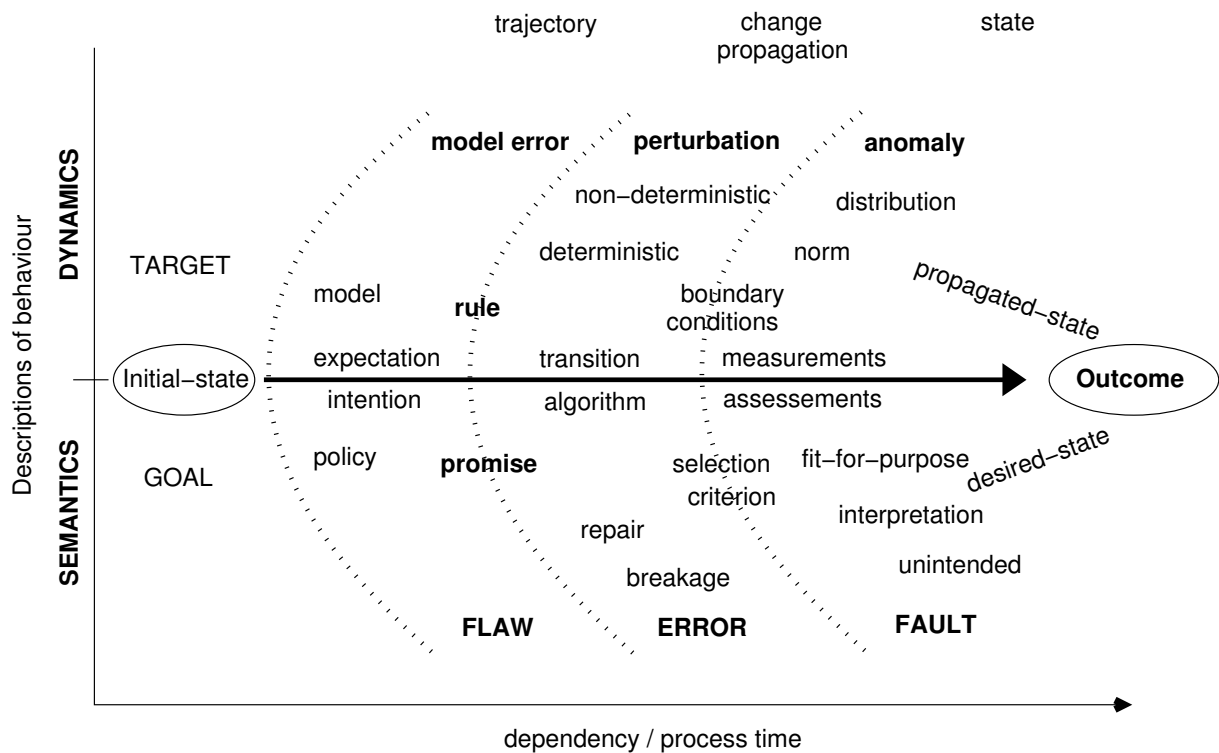 trajectory
change
propagation
state
model error
perturbation
anomaly
non−deterministic
distribution
deterministic
norm
TARGET
propagated−state
model
rule
boundary
conditions
expectation
transition
measurements
Initial−state
Outcome
intention
algorithm
assessements
policy
promise
selection
criterion
fit−for−purpose
desired−state
GOAL
interpretation
repair
unintended
breakage
FLAW
ERROR
FAULT
Descriptions of behaviour
DYNAMICS
SEMANTICS
dependency / process time